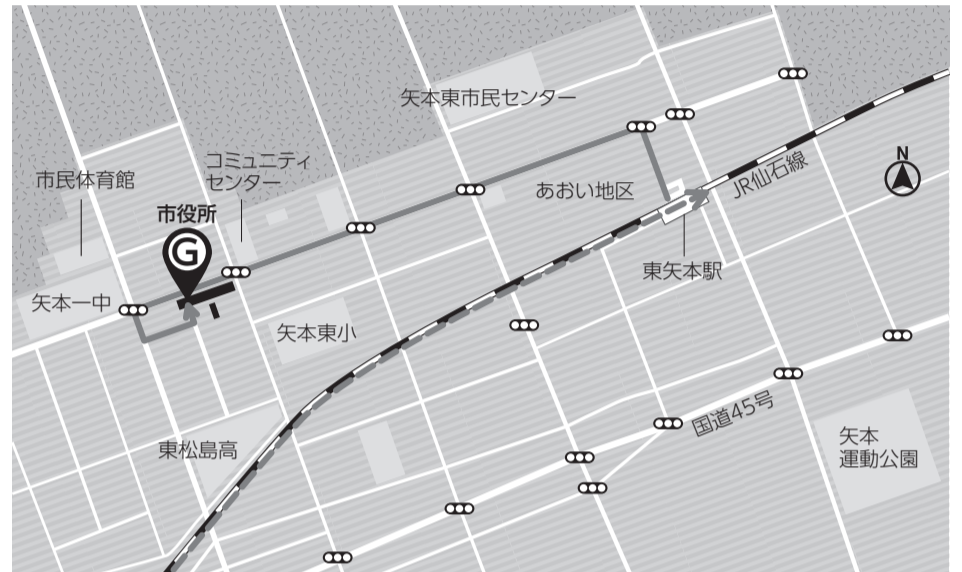 矢本東市民センター
コミュニティ
センター
市民体育館
市役所
G
あおい地区
JR仙石線
N
東矢本駅
矢本一中
矢本東小
国道45号
東松島高
矢本
運動公園